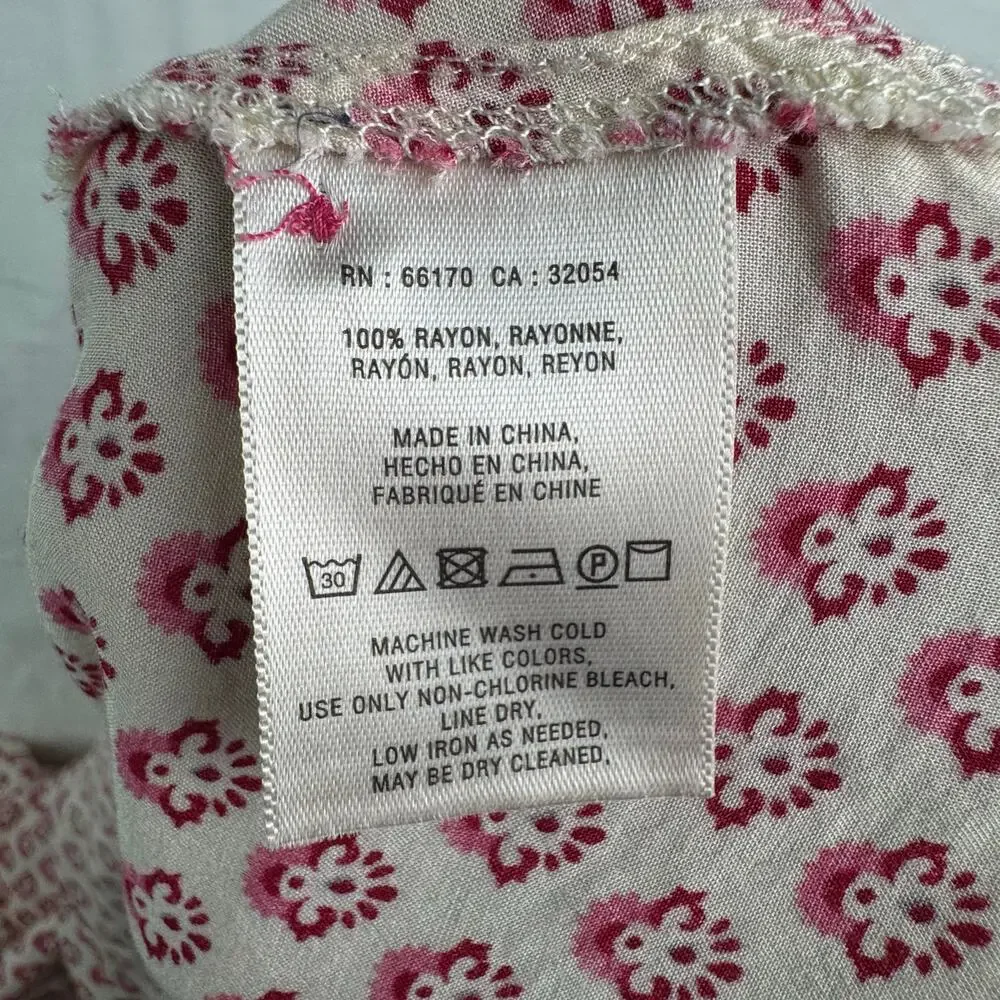 RN : 66170 CA : 32054
100% RAYON, RAYONNE,
RAYÓN, RAYON, REYON
MADE IN CHINA,
HECHO EN CHINA,
FABRIQUÉ EN CHINE
30 P
MACHINE WASH COLD
WITH LIKE COLORS,
USE ONLY NON-CHLORINE BLEACH,
LINE DRY,
LOW IRON AS NEEDED,
MAY BE DRY CLEANED,